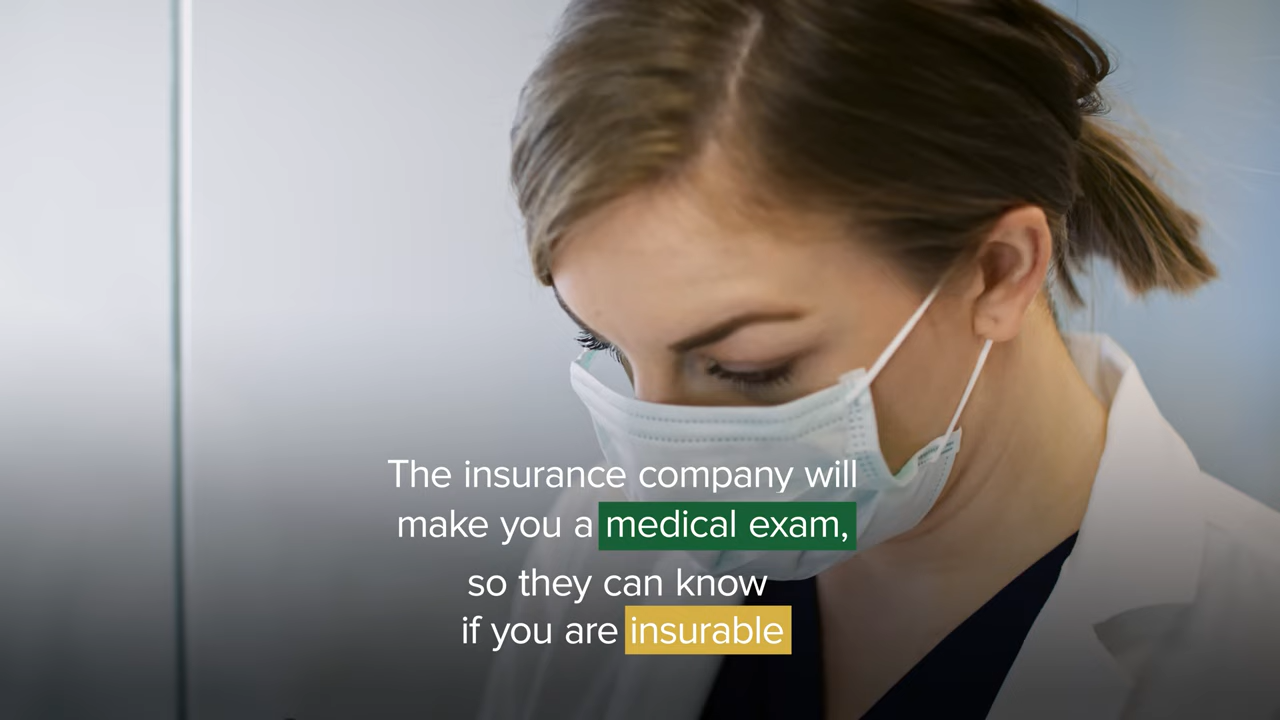 The insurance company will
make you a medical exam,
so they can know
if you are insurable